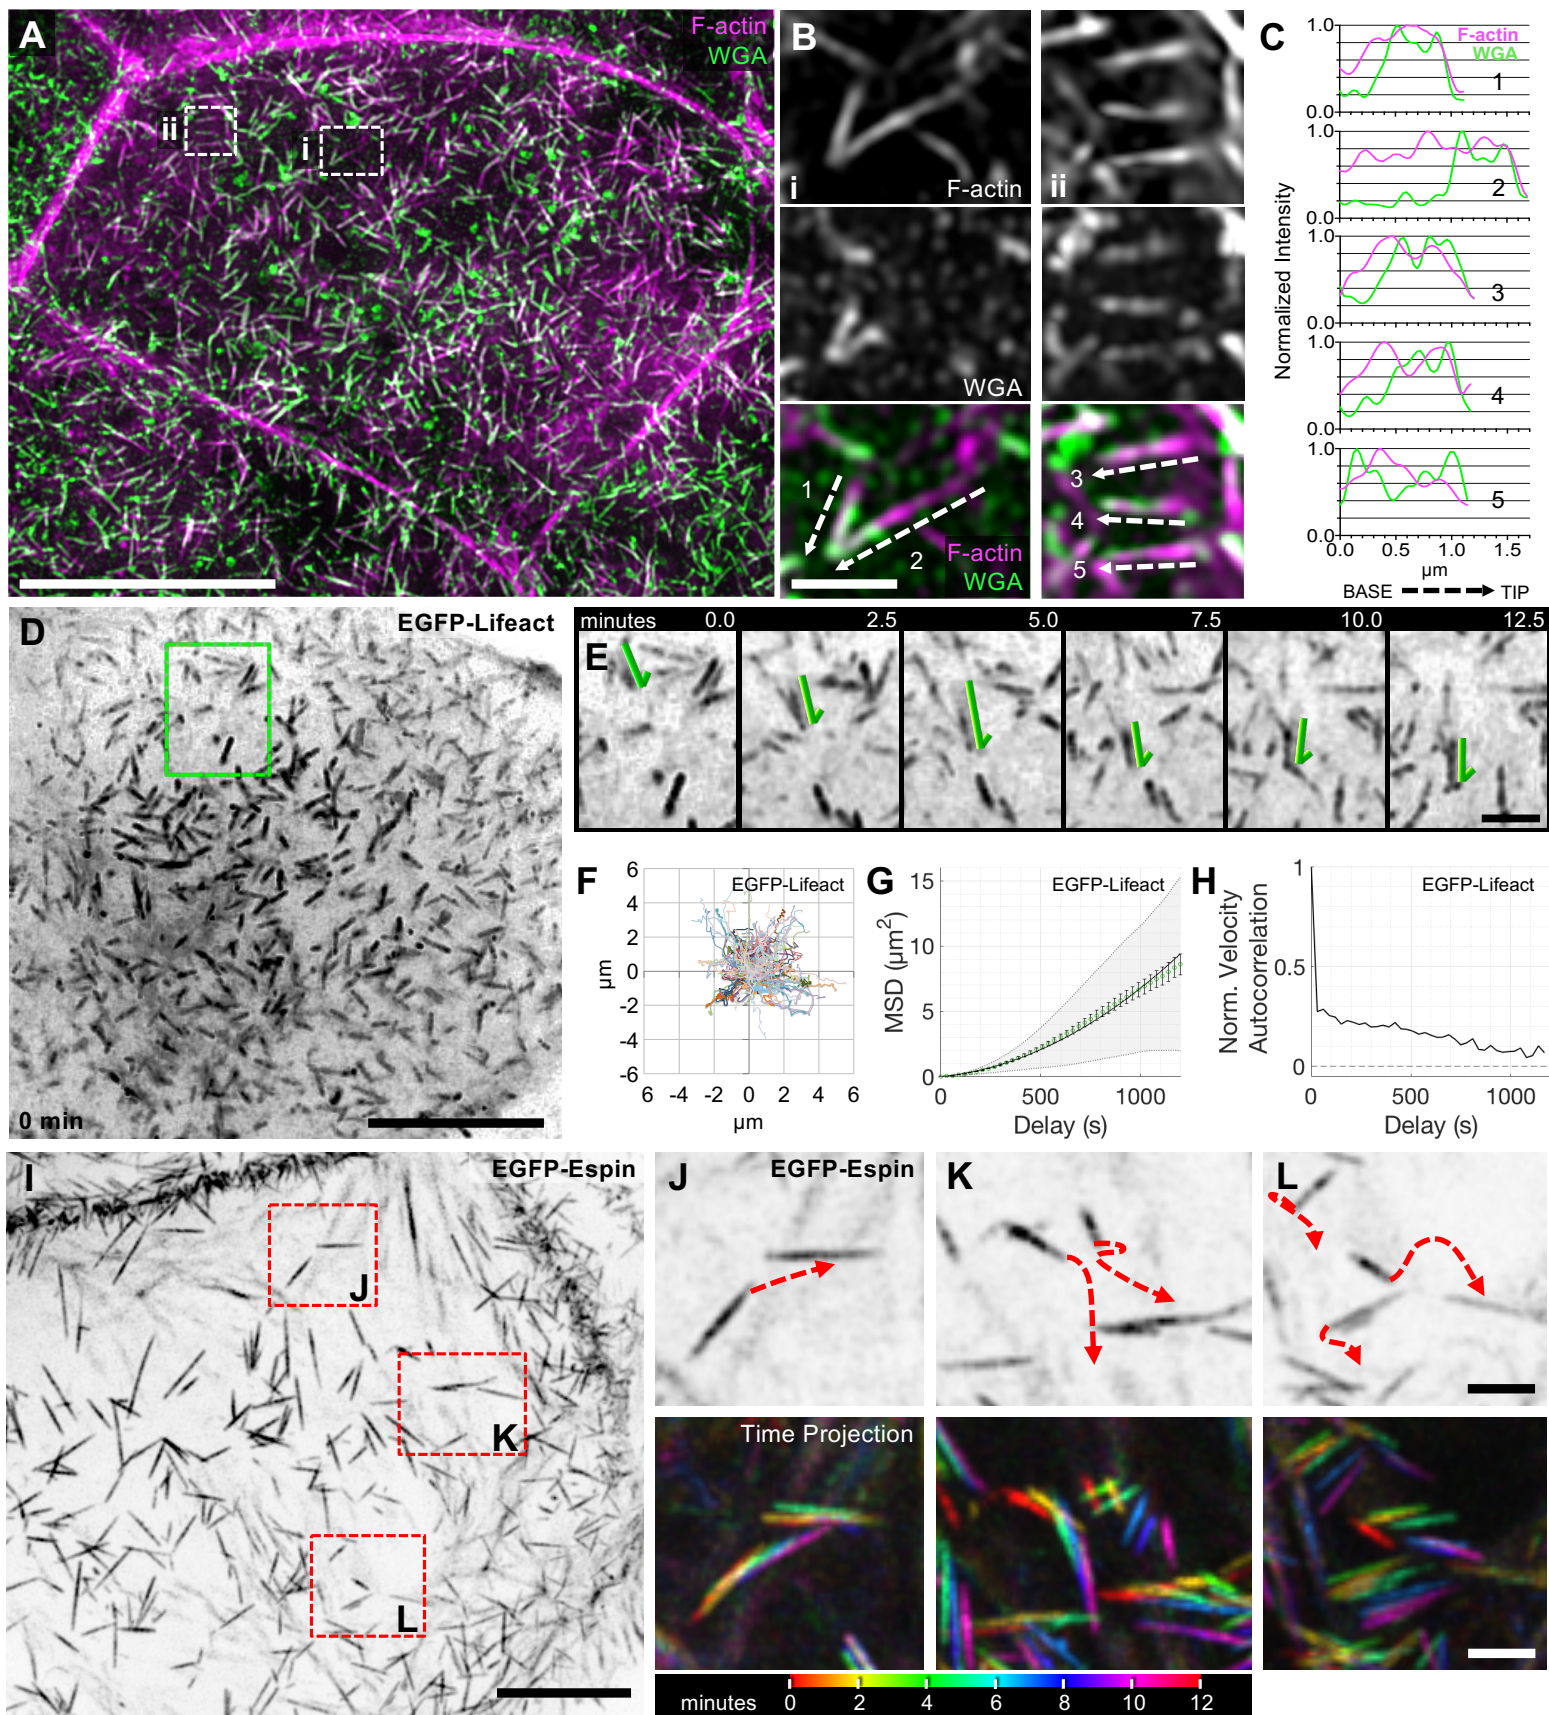 A
F-actin
WGA
ii
i
B
i
F-actin
ii
WGA
1
2
F-actin
WGA
3
4
5
C
Normalized Intensity
1.0
F-actin
WGA
1
0.0
1.0
2
0.0
1.0
3
0.0
1.0
4
0.0
1.0
5
0.0
0.0 0.5 1.0 1.5
µm
BASE TIP
D
EGFP-Lifeact
0 min
minutes 0.0 2.5 5.0 7.5 10.0 12.5
E
F
EGFP-Lifeact
µm
6
4
2
0
-2
-4
-6
6 4 -2 0 2 4 6
µm
G
EGFP-Lifeact
MSD (µm²)
15
10
5
0
0 500 1000
Delay (s)
H
EGFP-Lifeact
Norm. Velocity
Autocorrelation
1
0.5
0
0 500 1000
Delay (s)
I
EGFP-Espin
J
K
L
J
EGFP-Espin
K
L
Time Projection
minutes 0 2 4 6 8 10 12